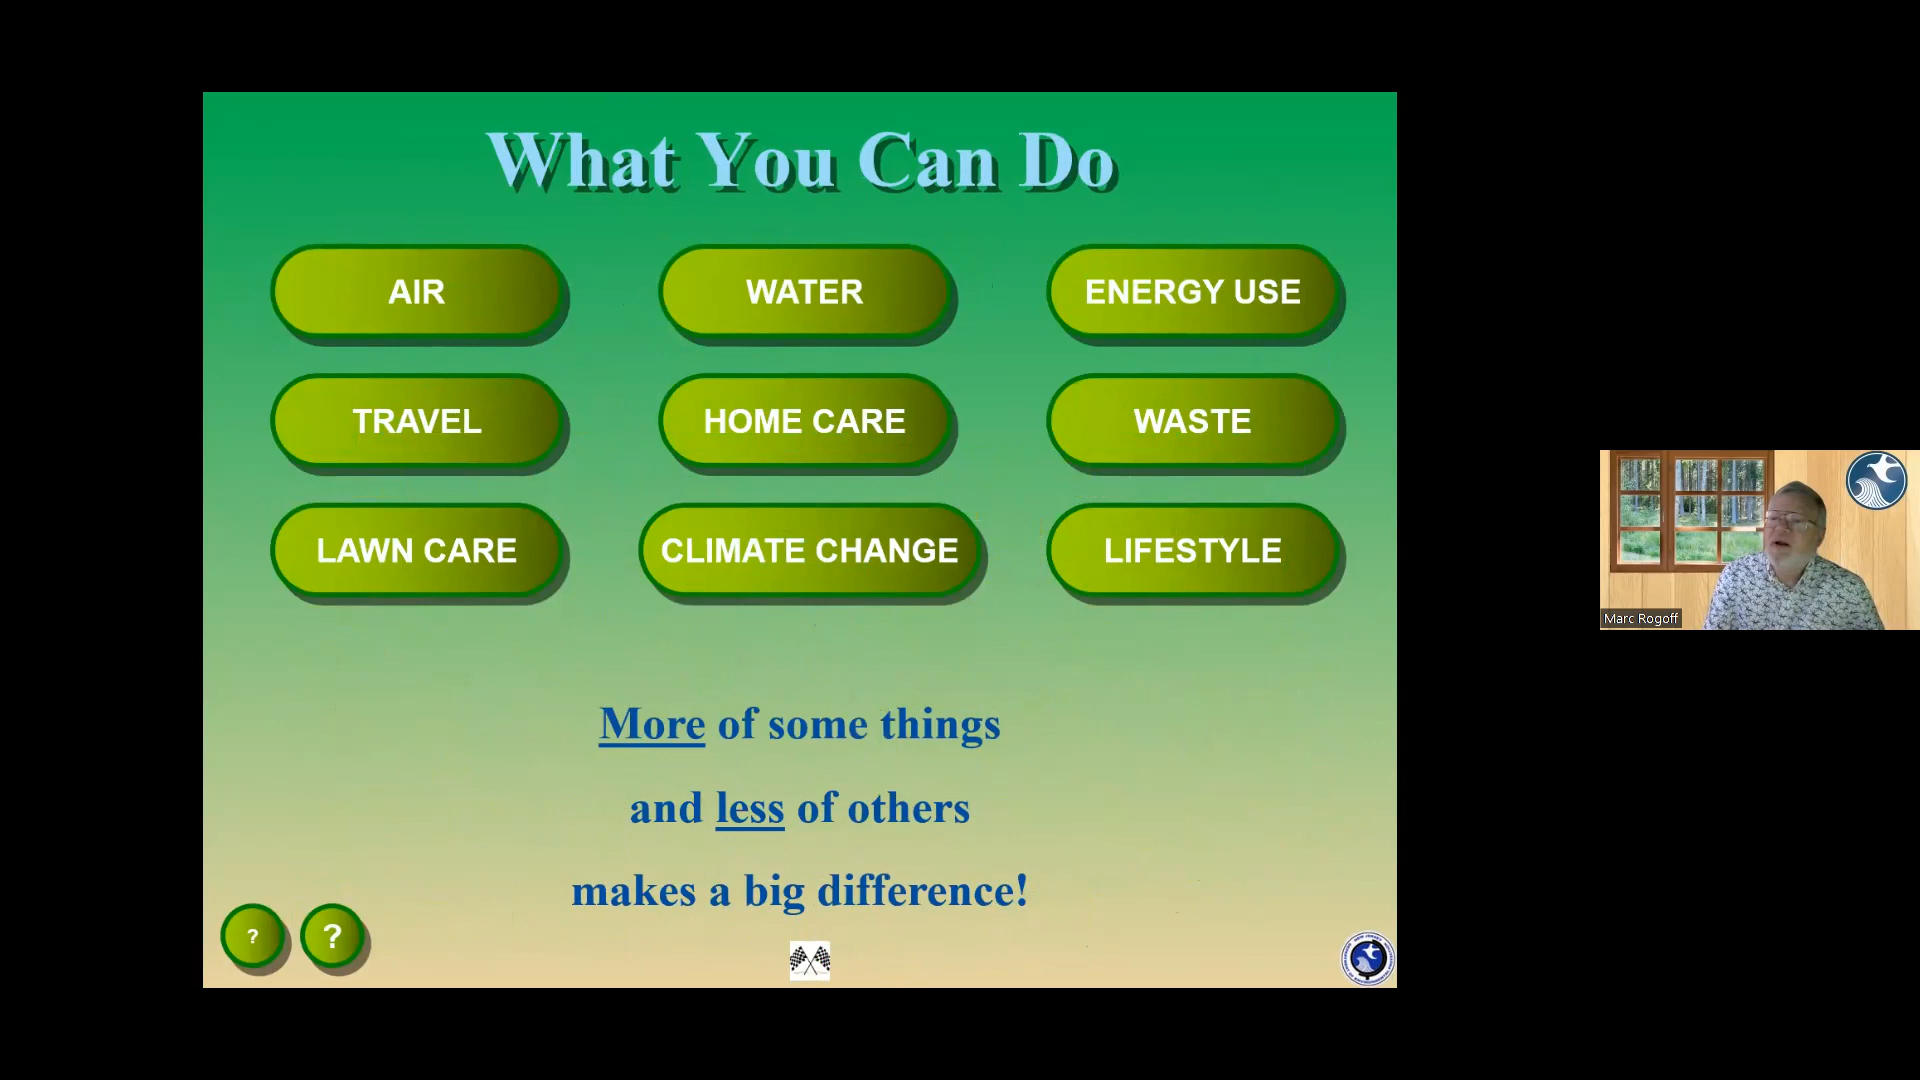 What You Can Do
AIR
WATER
ENERGY USE
TRAVEL
HOME CARE
WASTE
LAWN CARE
CLIMATE CHANGE
LIFESTYLE
More of some things
and less of others
makes a big difference!
?
?
Marc Rogoff